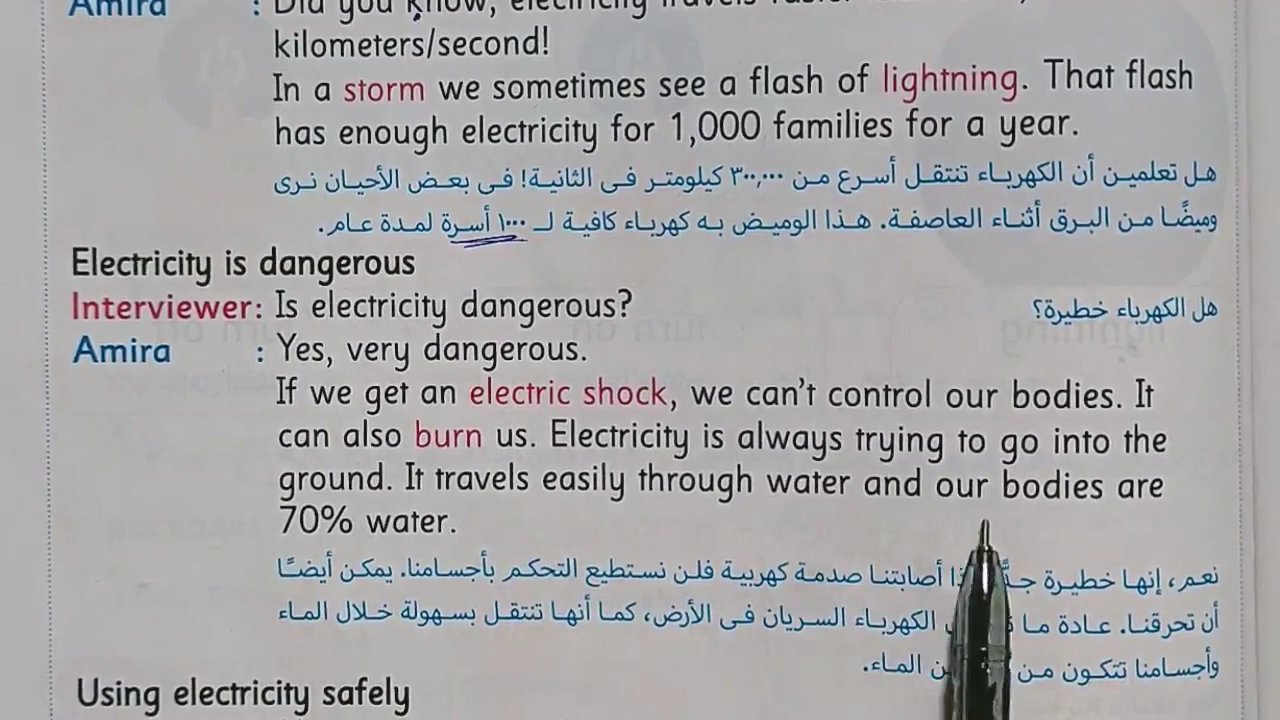 Amira : Did you know, electricity travels faster
kilometers/second!
In a storm we sometimes see a flash of lightning. That flash
has enough electricity for 1,000 families for a year.
هل تعلمين أن الكهرباء تنتقل أسرع من ٣٠٠,٠٠٠ كيلومتر فى الثانية! فى بعض الأحيان نرى
وميضًا من البرق أثناء العاصفة. هذا الوميض به كهرباء كافية لـ ١٠٠٠ أسرة لمدة عام.
Electricity is dangerous
Interviewer: Is electricity dangerous?
هل الكهرباء خطيرة؟
Amira : Yes, very dangerous.
If we get an electric shock, we can't control our bodies. It
can also burn us. Electricity is always trying to go into the
ground. It travels easily through water and our bodies are
70% water.
نعم، إنها خطيرة أصابتنا صدمة كهربية فلن نستطيع التحكم بأجسامنا. يمكن أيضًا
أن تحرقنا. عادة ما الكهرباء السريان فى الأرض، كما أنها تنتقل بسهولة خلال الماء
وأجسامنا تتكون من الماء.
Using electricity safely